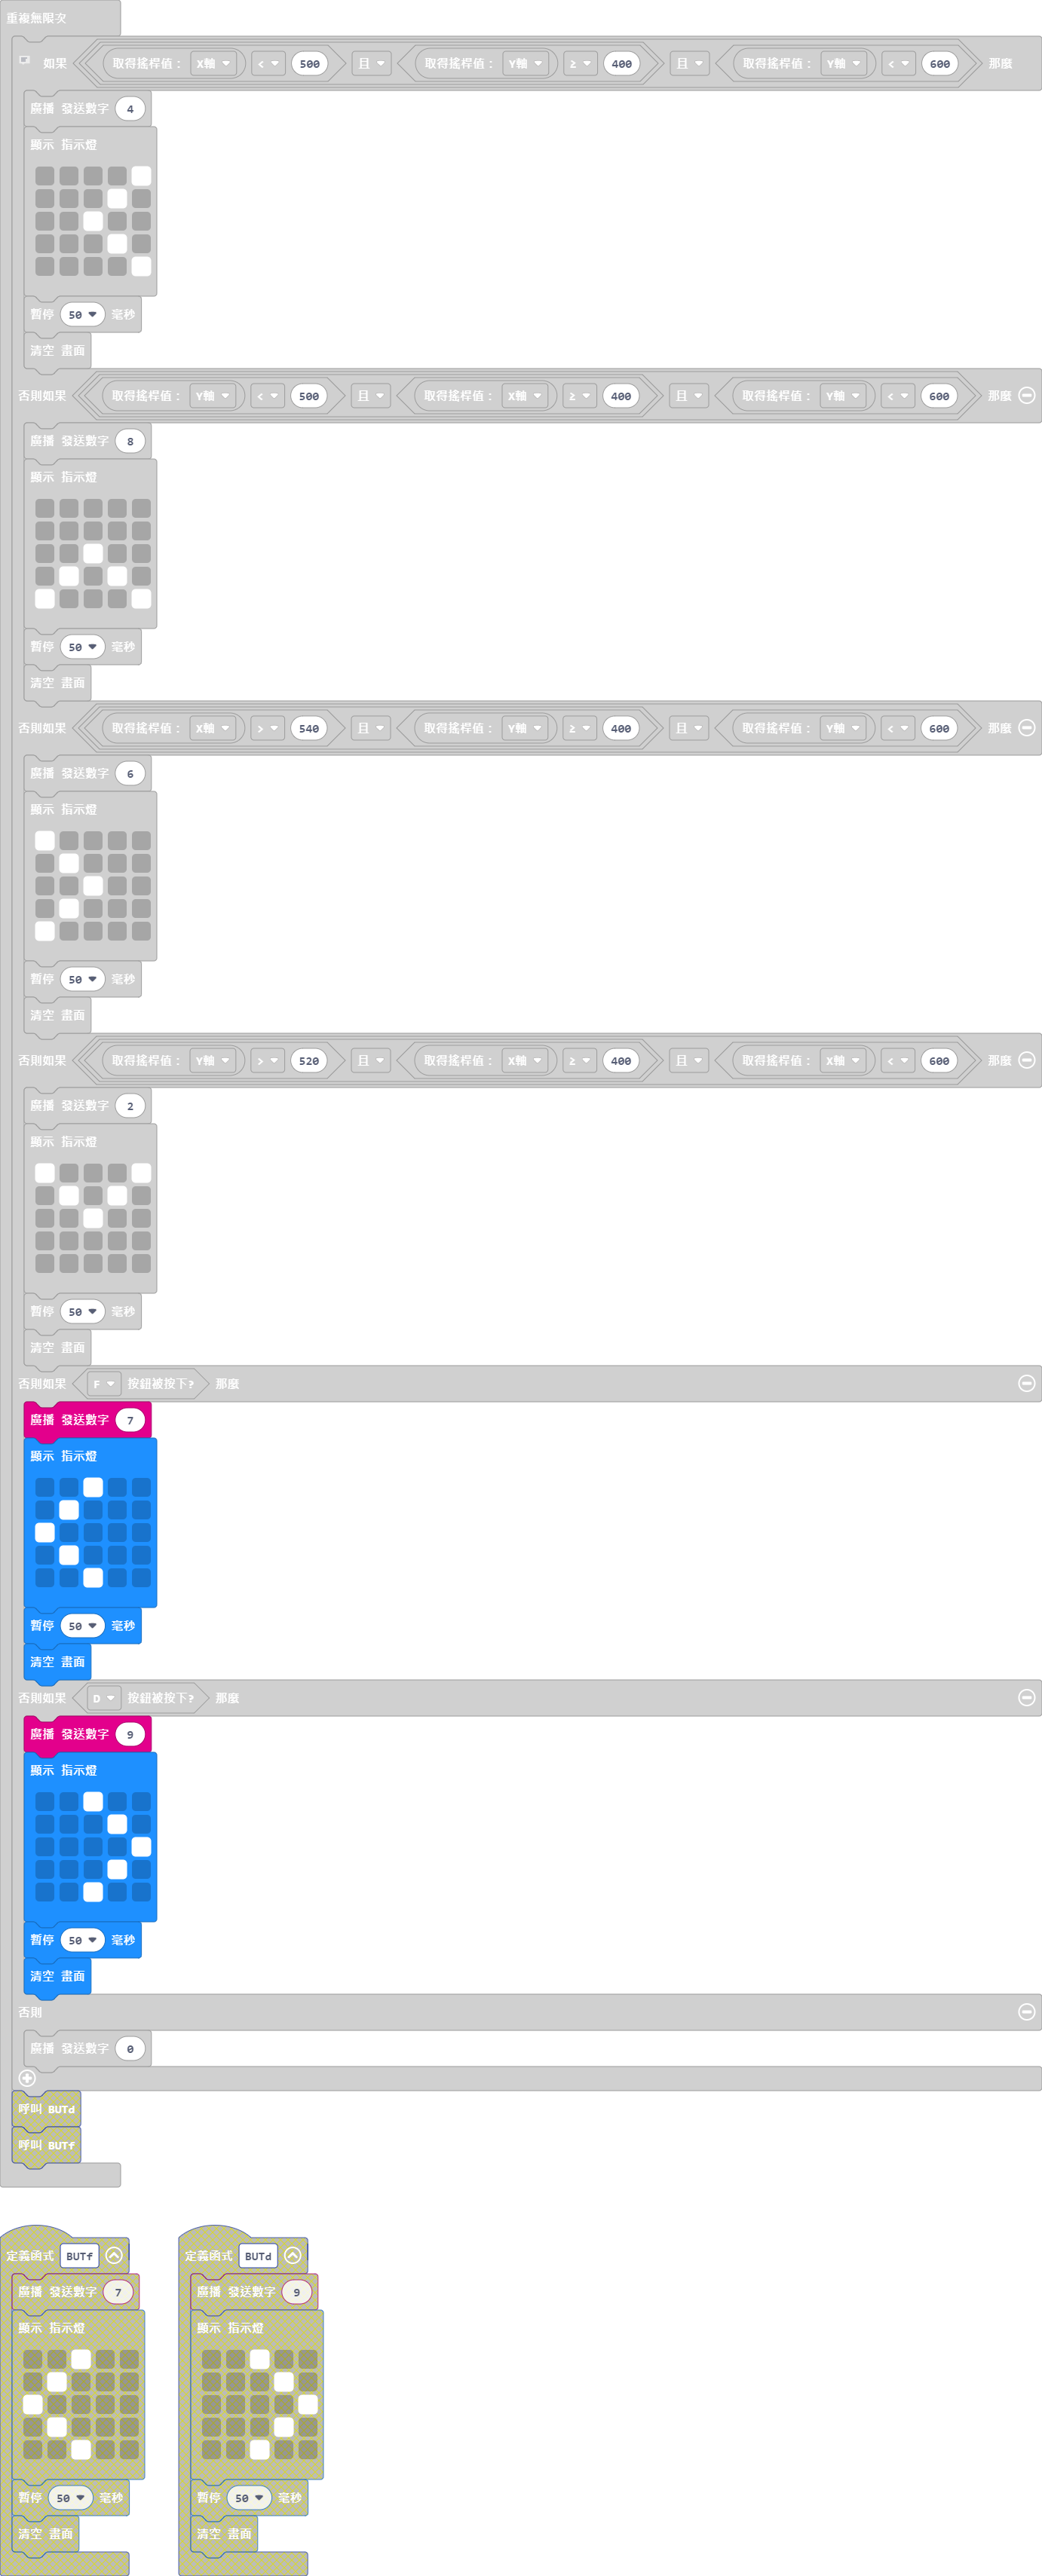 重複無限次
如果 取得搖桿值： X軸 < 500 且 取得搖桿值： Y軸 ≥ 400 且 取得搖桿值： Y軸 < 600 那麼
廣播 發送數字 4
顯示 指示燈
暫停 50 毫秒
清空 畫面
否則如果 取得搖桿值： Y軸 < 500 且 取得搖桿值： X軸 ≥ 400 且 取得搖桿值： Y軸 < 600 那麼
廣播 發送數字 8
顯示 指示燈
暫停 50 毫秒
清空 畫面
否則如果 取得搖桿值： X軸 > 540 且 取得搖桿值： Y軸 ≥ 400 且 取得搖桿值： Y軸 < 600 那麼
廣播 發送數字 6
顯示 指示燈
暫停 50 毫秒
清空 畫面
否則如果 取得搖桿值： Y軸 > 520 且 取得搖桿值： X軸 ≥ 400 且 取得搖桿值： X軸 < 600 那麼
廣播 發送數字 2
顯示 指示燈
暫停 50 毫秒
清空 畫面
否則如果 F 按鈕被按下? 那麼
廣播 發送數字 7
顯示 指示燈
暫停 50 毫秒
清空 畫面
否則如果 D 按鈕被按下? 那麼
廣播 發送數字 9
顯示 指示燈
暫停 50 毫秒
清空 畫面
否則
廣播 發送數字 0
呼叫 BUTd
呼叫 BUTf
定義函式 BUTf
廣播 發送數字 7
顯示 指示燈
暫停 50 毫秒
清空 畫面
定義函式 BUTd
廣播 發送數字 9
顯示 指示燈
暫停 50 毫秒
清空 畫面